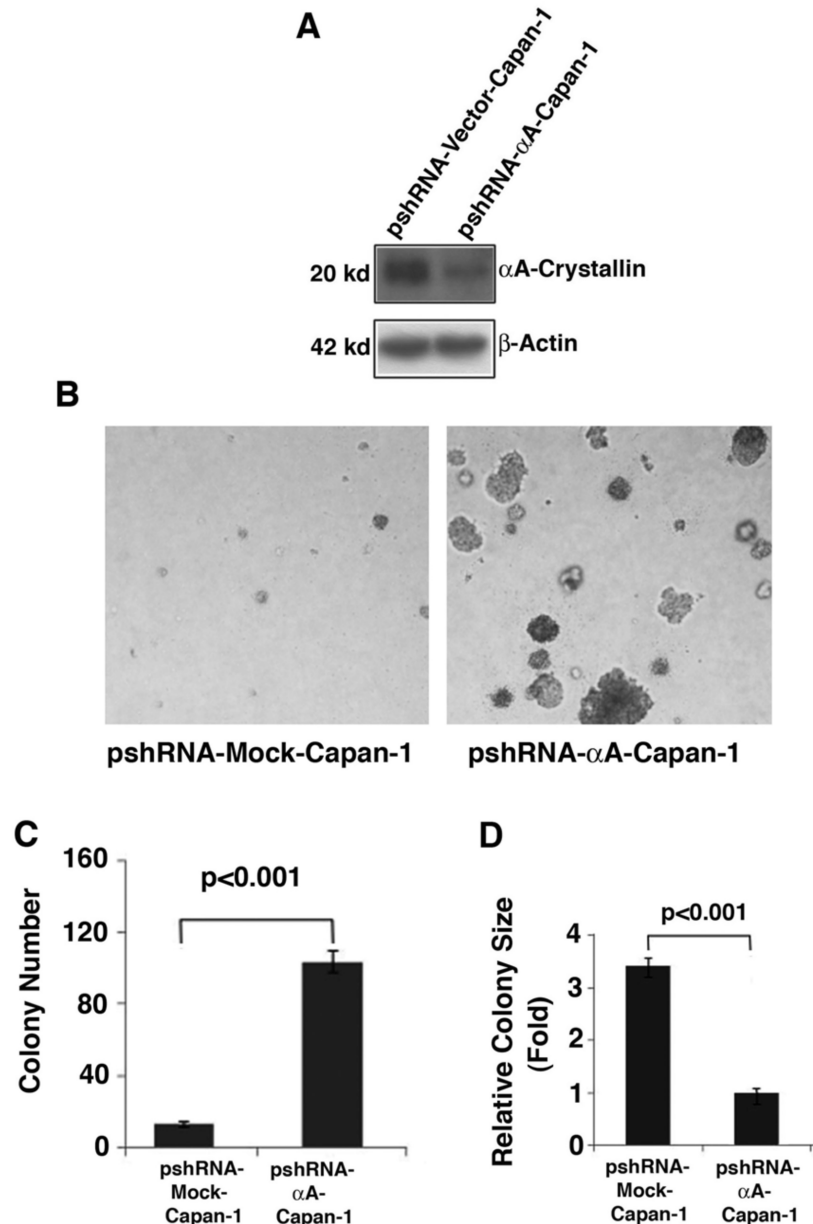 A
pshRNA-Vector-Capan-1
pshRNA-αA-Capan-1
20 kd
αA-Crystallin
42 kd
β-Actin
B
pshRNA-Mock-Capan-1
pshRNA-αA-Capan-1
C
Colony Number
160
120
80
40
0
p<0.001
pshRNA-
Mock-
Capan-1
pshRNA-
αA-
Capan-1
D
Relative Colony Size
(Fold)
4
3
2
1
0
p<0.001
pshRNA-
Mock-
Capan-1
pshRNA-
αA-
Capan-1